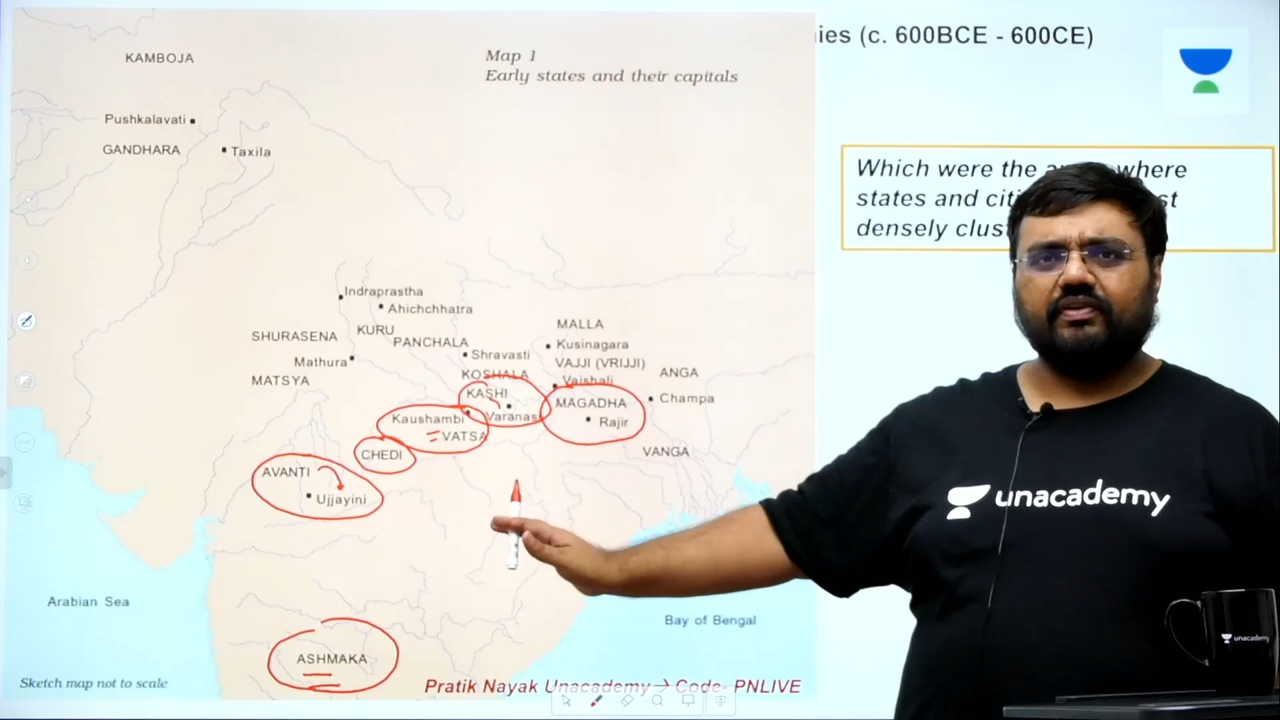 ies (c. 600BCE - 600CE)
Map 1
Early states and their capitals
KAMBOJA
Pushkalavati
GANDHARA
Taxila
Which were the where
states and
densely
Indraprastha
Ahichchhatra
SHURASENA
KURU
PANCHALA
MALLA
Kusinagara
Mathura
Shravasti
VAJJI (VRIJJI)
MATSYA
KOSHALA
Vaishali
ANGA
KASHI
MAGADHA
Champa
Kaushambi
Varanasi
Rajir
VATSA
CHEDI
VANGA
AVANTI
Ujjayini
unacademy
Arabian Sea
Bay of Bengal
unacademy
ASHMAKA
Sketch map not to scale
Pratik Nayak Unacademy → Code- PNLIVE